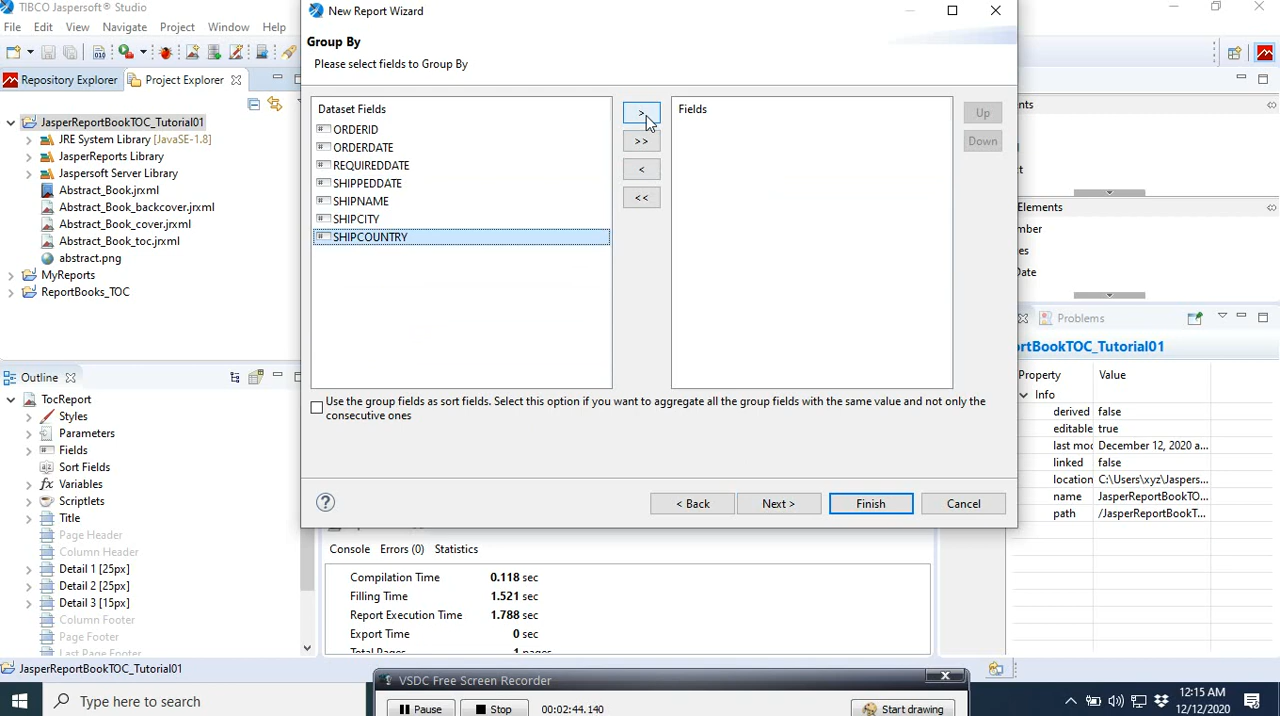 TIBCO Jaspersoft® Studio
File Edit View Navigate Project Window Help
Repository Explorer Project Explorer
JasperReportBookTOC_Tutorial01
JRE System Library [JavaSE-1.8]
JasperReports Library
Jaspersoft Server Library
Abstract_Book.jrxml
Abstract_Book_backcover.jrxml
Abstract_Book_cover.jrxml
Abstract_Book_toc.jrxml
abstract.png
MyReports
ReportBooks_TOC
Outline
TocReport
Styles
Parameters
Fields
Sort Fields
Variables
Scriptlets
Title
Page Header
Column Header
Detail 1 [25px]
Detail 2 [25px]
Detail 3 [15px]
Column Footer
Page Footer
Last Page Footer
New Report Wizard
Group By
Please select fields to Group By
Dataset Fields
ORDERID
ORDERDATE
REQUIREDDATE
SHIPPEDDATE
SHIPNAME
SHIPCITY
SHIPCOUNTRY
>
>>
<
<<
Fields
Up
Down
Use the group fields as sort fields. Select this option if you want to aggregate all the group fields with the same value and not only the
consecutive ones
< Back Next > Finish Cancel
Console Errors (0) Statistics
Compilation Time 0.118 sec
Filling Time 1.521 sec
Report Execution Time 1.788 sec
Export Time 0 sec
Total Pages 1 pages
Elements
Problems
rtBookTOC_Tutorial01
Property Value
Info
derived false
editable true
last mod December 12, 2020 a...
linked false
location C:\Users\xyz\Jaspers...
name JasperReportBookTO...
path /JasperReportBookT...
JasperReportBookTOC_Tutorial01
VSDC Free Screen Recorder
Pause Stop 00:02:44.140 Start drawing
Type here to search
12:15 AM
12/12/2020